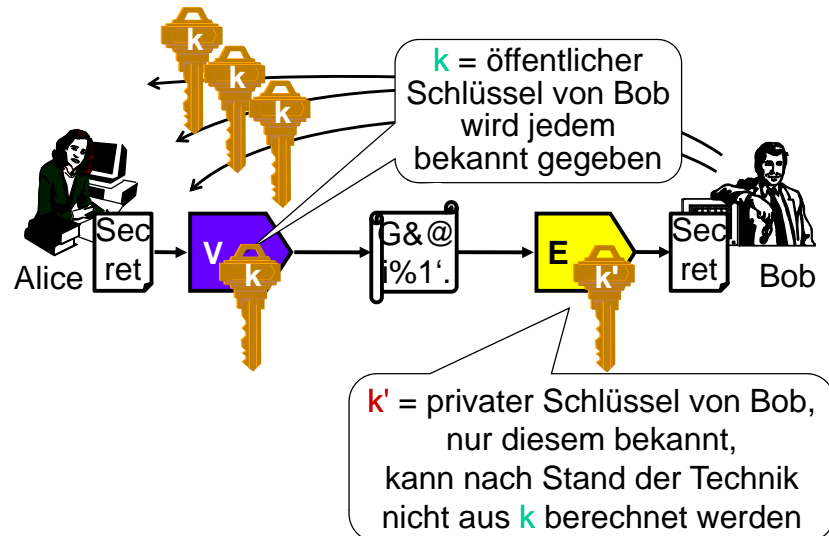 k
k
k
k = öffentlicher
Schlüssel von Bob
wird jedem
bekannt gegeben
Alice
Sec
ret
V
k
G&@
i%1‘.
E
k'
Sec
ret
Bob
k' = privater Schlüssel von Bob,
nur diesem bekannt,
kann nach Stand der Technik
nicht aus k berechnet werden